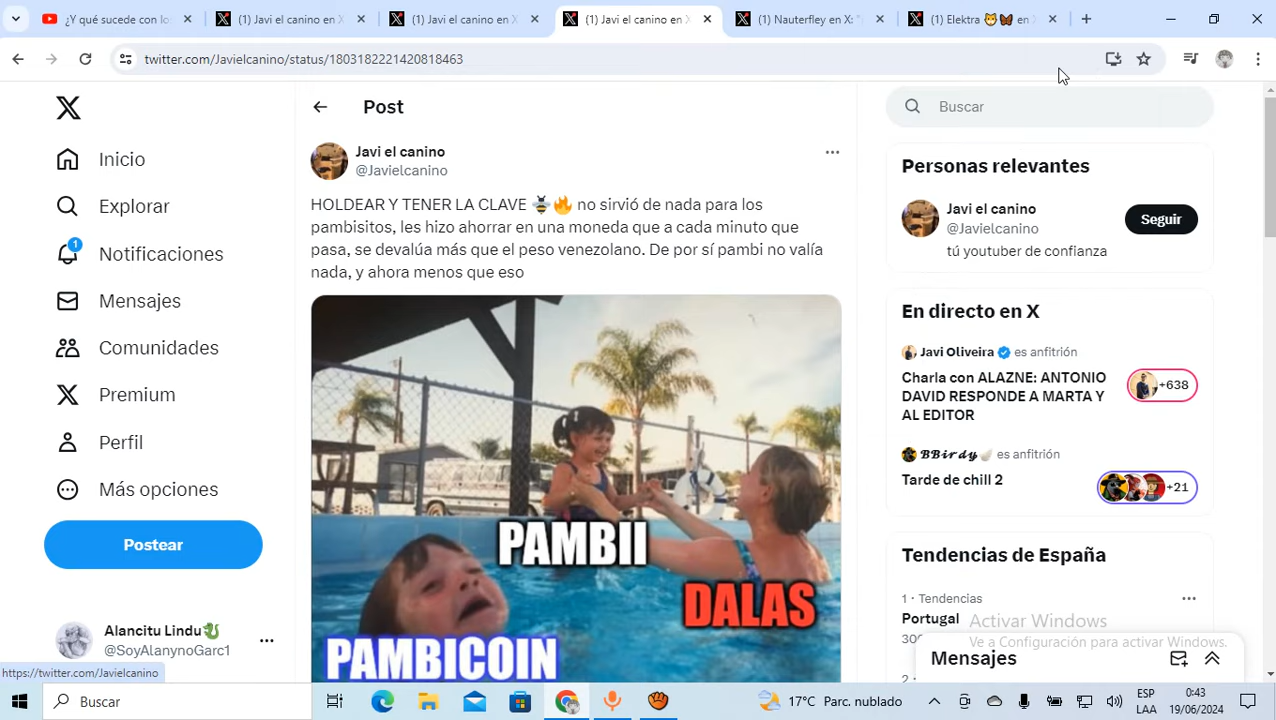 ¿Y qué sucede con lo
(1) Javi el canino en X
(1) Javi el canino en X
(1) Javi el canino en X
(1) Nauterfley en X: "
(1) Elektra 🐱🦋 en X
twitter.com/Javielcanino/status/1803182221420818463
Inicio
Explorar
1
Notificaciones
Mensajes
Comunidades
Premium
Perfil
Más opciones
Postear
Alancitu Lindu🐉
@SoyAlanynoGarc1
https://twitter.com/Javielcanino
Post
Javi el canino
@Javielcanino
HOLDEAR Y TENER LA CLAVE 🐝🔥 no sirvió de nada para los
pambisitos, les hizo ahorrar en una moneda que a cada minuto que
pasa, se devalúa más que el peso venezolano. De por sí pambi no valía
nada, y ahora menos que eso
PAMBII
DALAS
PAMBICOIN
Buscar
Personas relevantes
Javi el canino
@Javielcanino
tú youtuber de confianza
Seguir
En directo en X
Javi Oliveira es anfitrión
Charla con ALAZNE: ANTONIO
DAVID RESPONDE A MARTA Y
AL EDITOR
+638
𝓑𝓑𝓲𝓻𝓭𝔂🕊️ es anfitrión
Tarde de chill 2
+21
Tendencias de España
1 · Tendencias
Portugal
Activar Windows
Ve a Configuración para activar Windows.
Mensajes
Buscar
17°C Parc. nublado
ESP
LAA
0:43
19/06/2024